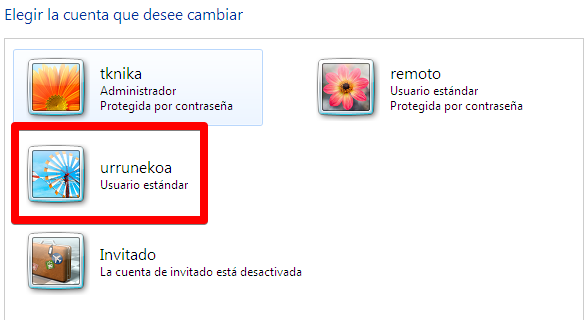 Elegir la cuenta que desee cambiar
tknika
Administrador
Protegida por contraseña
remoto
Usuario estándar
Protegida por contraseña
urrunekoa
Usuario estándar
Invitado
La cuenta de invitado está desactivada